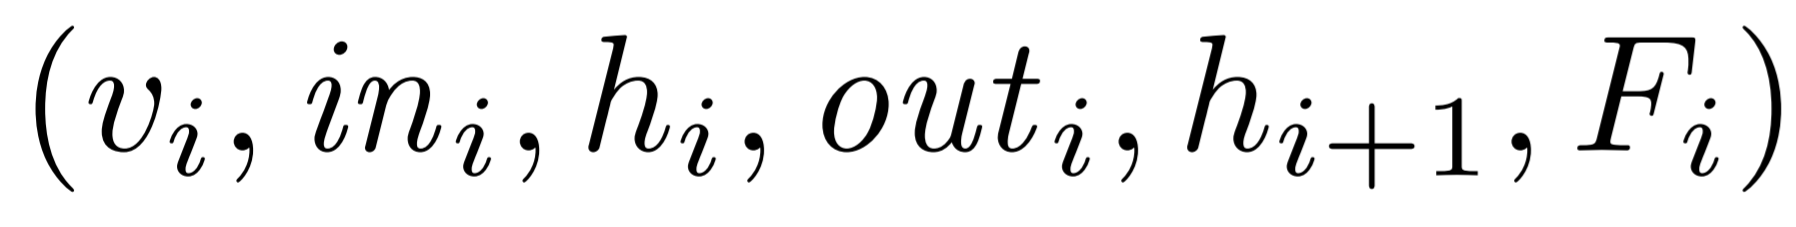 (v_i, in_i, h_i, out_i, h_{i+1}, F_i)